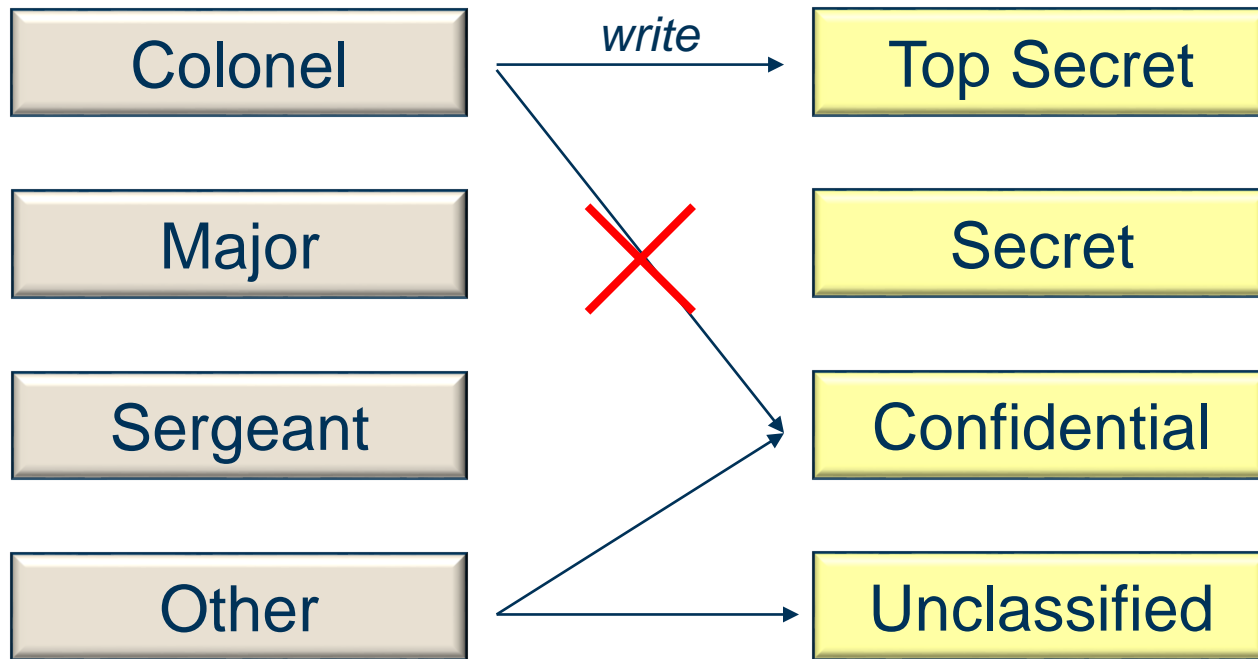 Colonel
write
Top Secret
Major
Secret
Sergeant
Confidential
Other
Unclassified